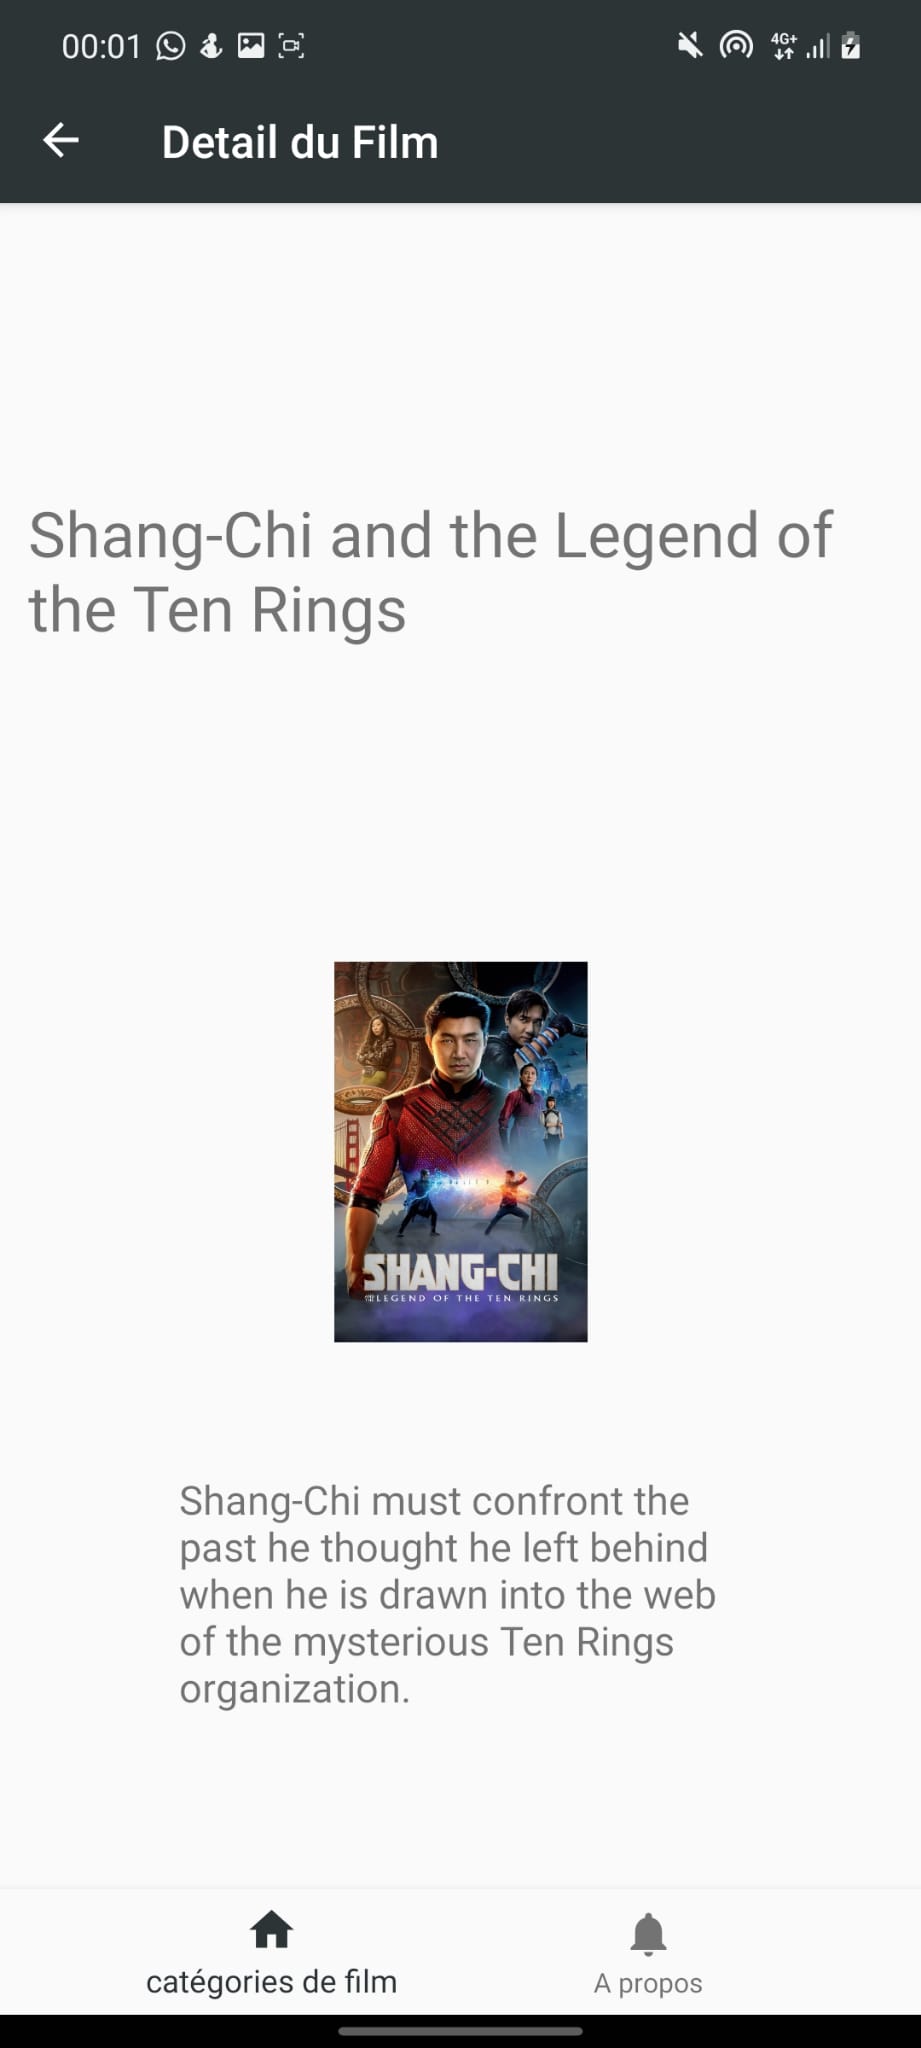 00:01
4G+
Detail du Film
Shang-Chi and the Legend of
the Ten Rings
SHANG-CHI
LEGEND OF THE TEN RINGS
Shang-Chi must confront the
past he thought he left behind
when he is drawn into the web
of the mysterious Ten Rings
organization.
catégories de film
A propos